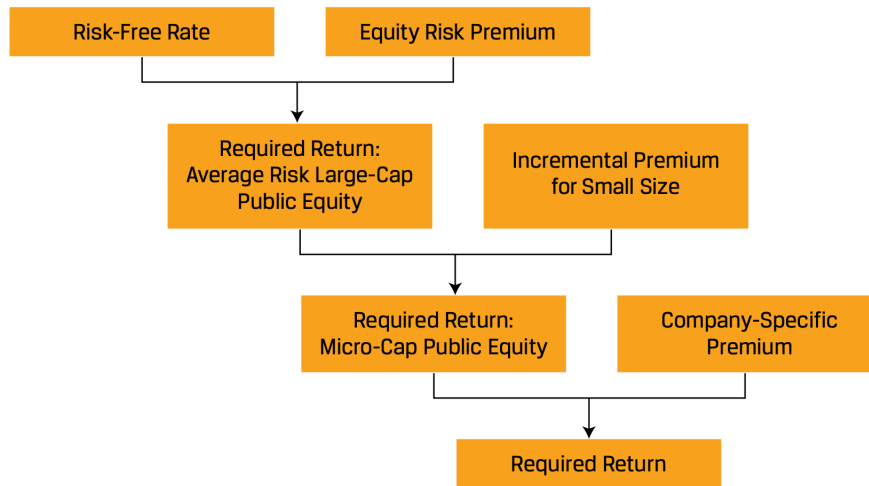 Risk-Free Rate
Equity Risk Premium
Required Return:
Average Risk Large-Cap
Public Equity
Incremental Premium
for Small Size
Required Return:
Micro-Cap Public Equity
Company-Specific
Premium
Required Return